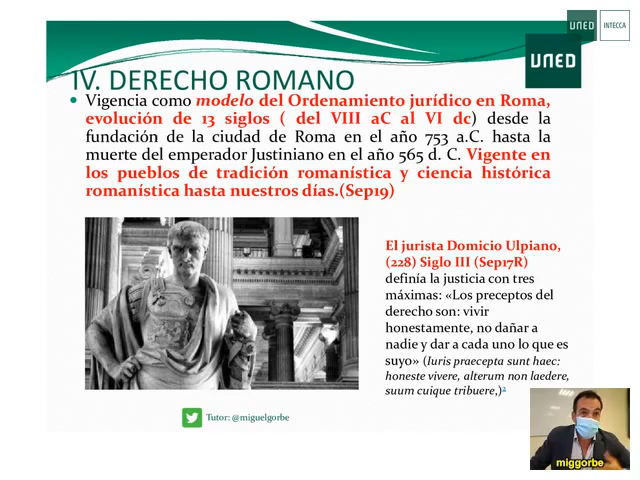 UNED
INTECCA
UNED
IV. DERECHO ROMANO
• Vigencia como modelo del Ordenamiento jurídico en Roma,
evolución de 13 siglos ( del VIII aC al VI dc) desde la
fundación de la ciudad de Roma en el año 753 a.C. hasta la
muerte del emperador Justiniano en el año 565 d. C. Vigente en
los pueblos de tradición romanística y ciencia histórica
romanística hasta nuestros días.(Sep19)
El jurista Domicio Ulpiano,
(228) Siglo III (Sep17R)
definía la justicia con tres
máximas: «Los preceptos del
derecho son: vivir
honestamente, no dañar a
nadie y dar a cada uno lo que es
suyo» (Iuris praecepta sunt haec:
honeste vivere, alterum non laedere,
suum cuique tribuere,)2
Tutor: @miguelgorbe
miggorbe